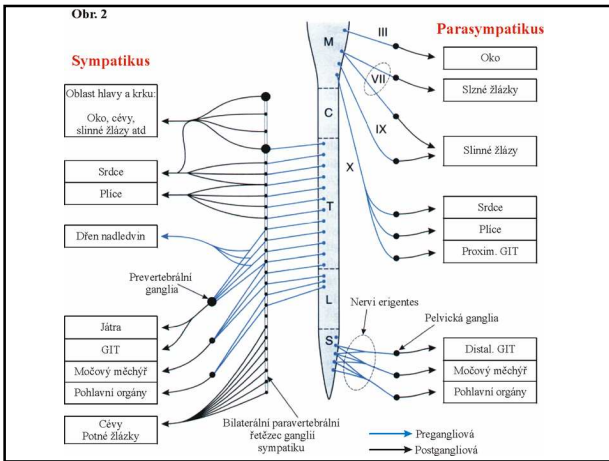 Obr. 2
Sympatikus
Parasympatikus
Oblast hlavy a krku:
Oko, cévy,
slinné žlázy atd
Srdce
Plíce
Dřen nadledvin
Prevertebrální
ganglia
Játra
GIT
Močový měchýř
Pohlavní orgány
Cévy
Potné žlázky
Bilaterální paravertebrální
řetězec ganglií
sympatiku
M
C
T
L
S
III
VII
IX
X
Oko
Slzné žlázky
Slinné žlázy
Srdce
Plíce
Proxim. GIT
Nervi erigentes
Pelvická ganglia
Distal. GIT
Močový měchýř
Pohlavní orgány
Pregangliová
Postgangliová